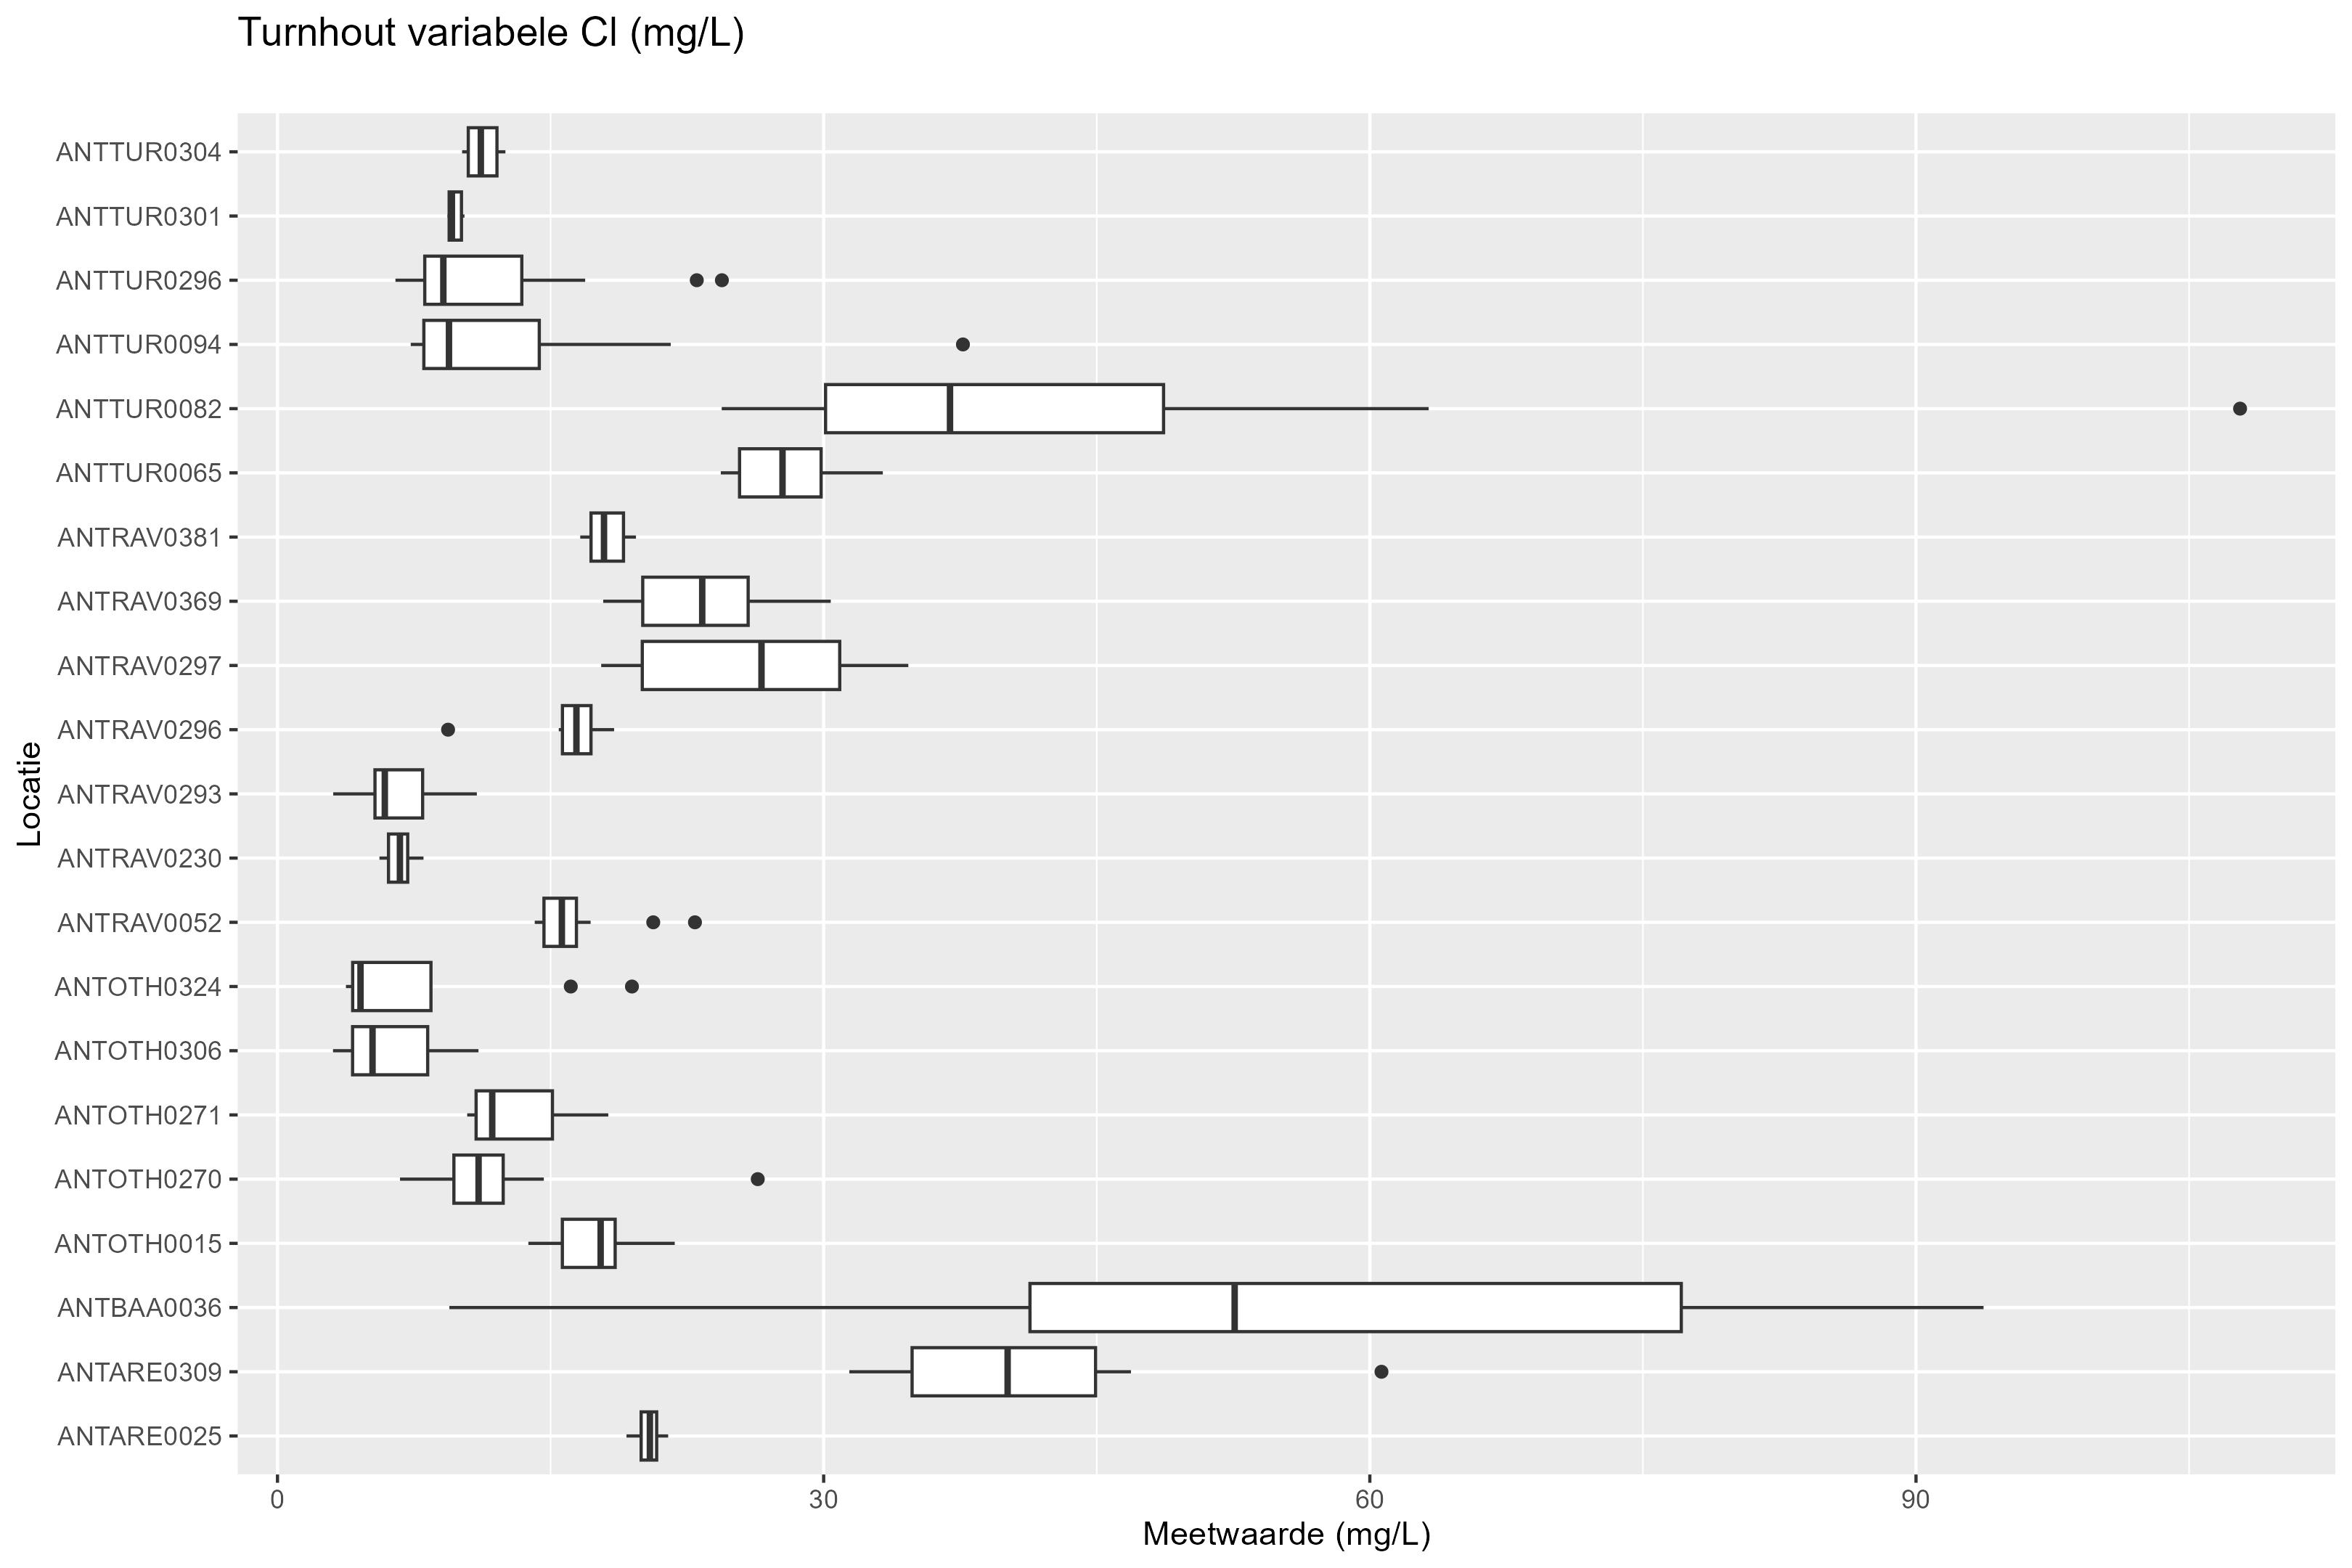 Turnhout variabele Cl (mg/L)
Locatie
ANTTUR0304
ANTTUR0301
ANTTUR0296
ANTTUR0094
ANTTUR0082
ANTTUR0065
ANTRAV0381
ANTRAV0369
ANTRAV0297
ANTRAV0296
ANTRAV0293
ANTRAV0230
ANTRAV0052
ANTOTH0324
ANTOTH0306
ANTOTH0271
ANTOTH0270
ANTOTH0015
ANTBAA0036
ANTARE0309
ANTARE0025
0 30 60 90
Meetwaarde (mg/L)